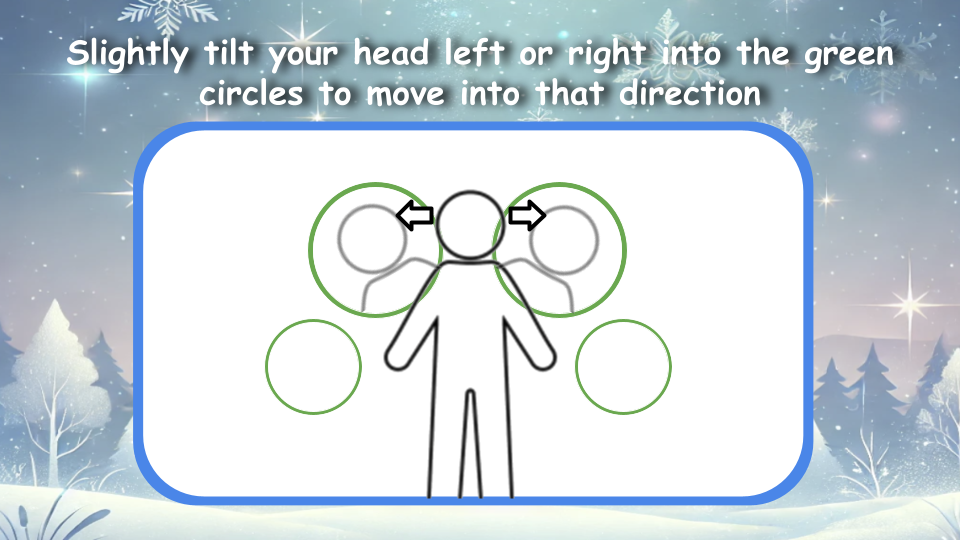 Slightly tilt your head left or right into the green
circles to move into that direction